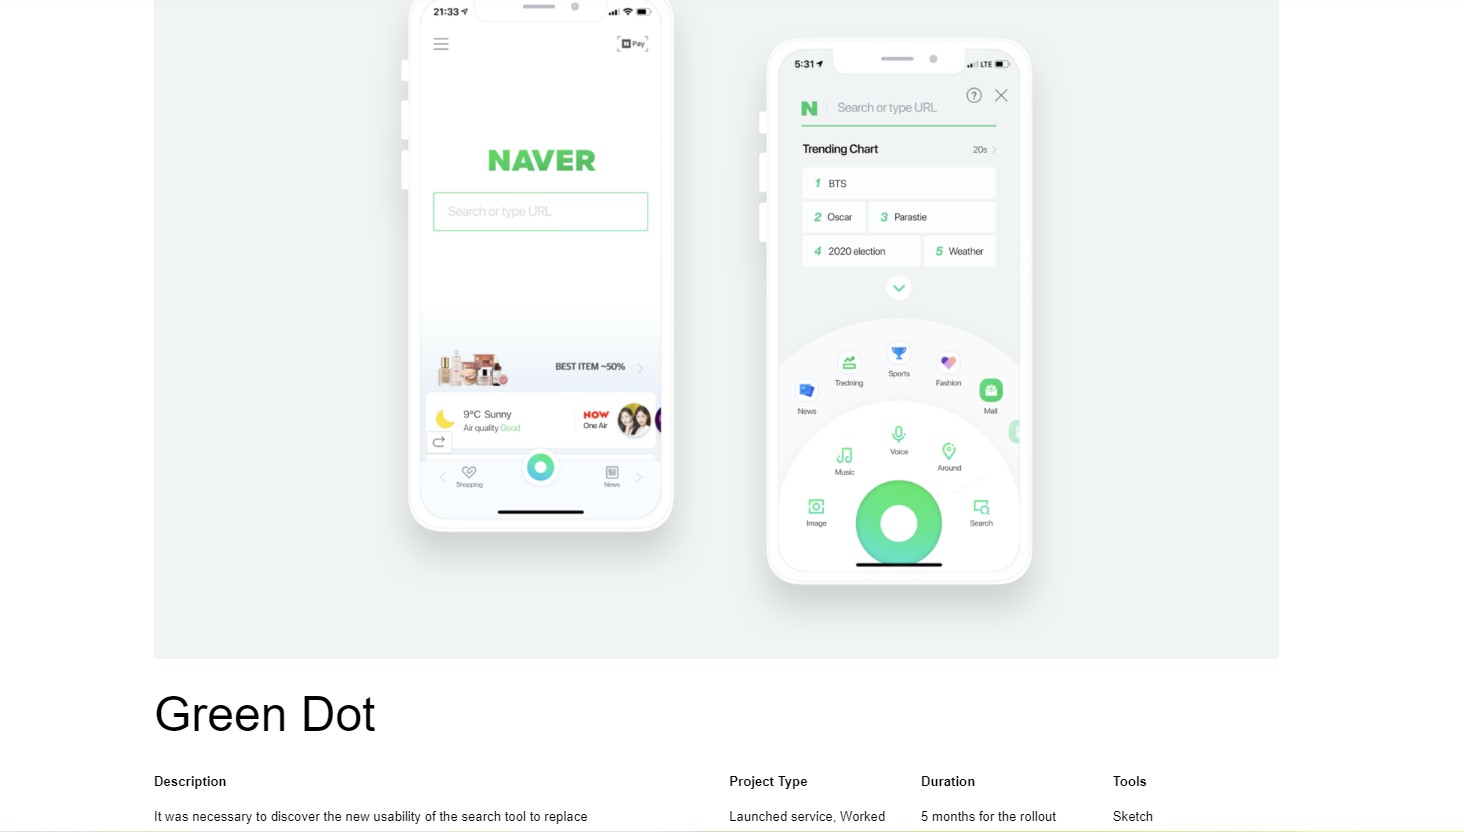 21:33
N Pay
NAVER
Search or type URL
BEST ITEM ~50%
9°C Sunny
Air quality Good
NOW
One Air
Shopping
News
5:31
LTE
N Search or type URL
Trending Chart
20s
1 BTS
2 Oscar 3 Parastie
4 2020 election 5 Weather
Sports
Tredning
Fashion
News
Mail
Voice
Music
Around
Image
Search
Green Dot
Description
Project Type
Duration
Tools
It was necessary to discover the new usability of the search tool to replace
Launched service, Worked
5 months for the rollout
Sketch